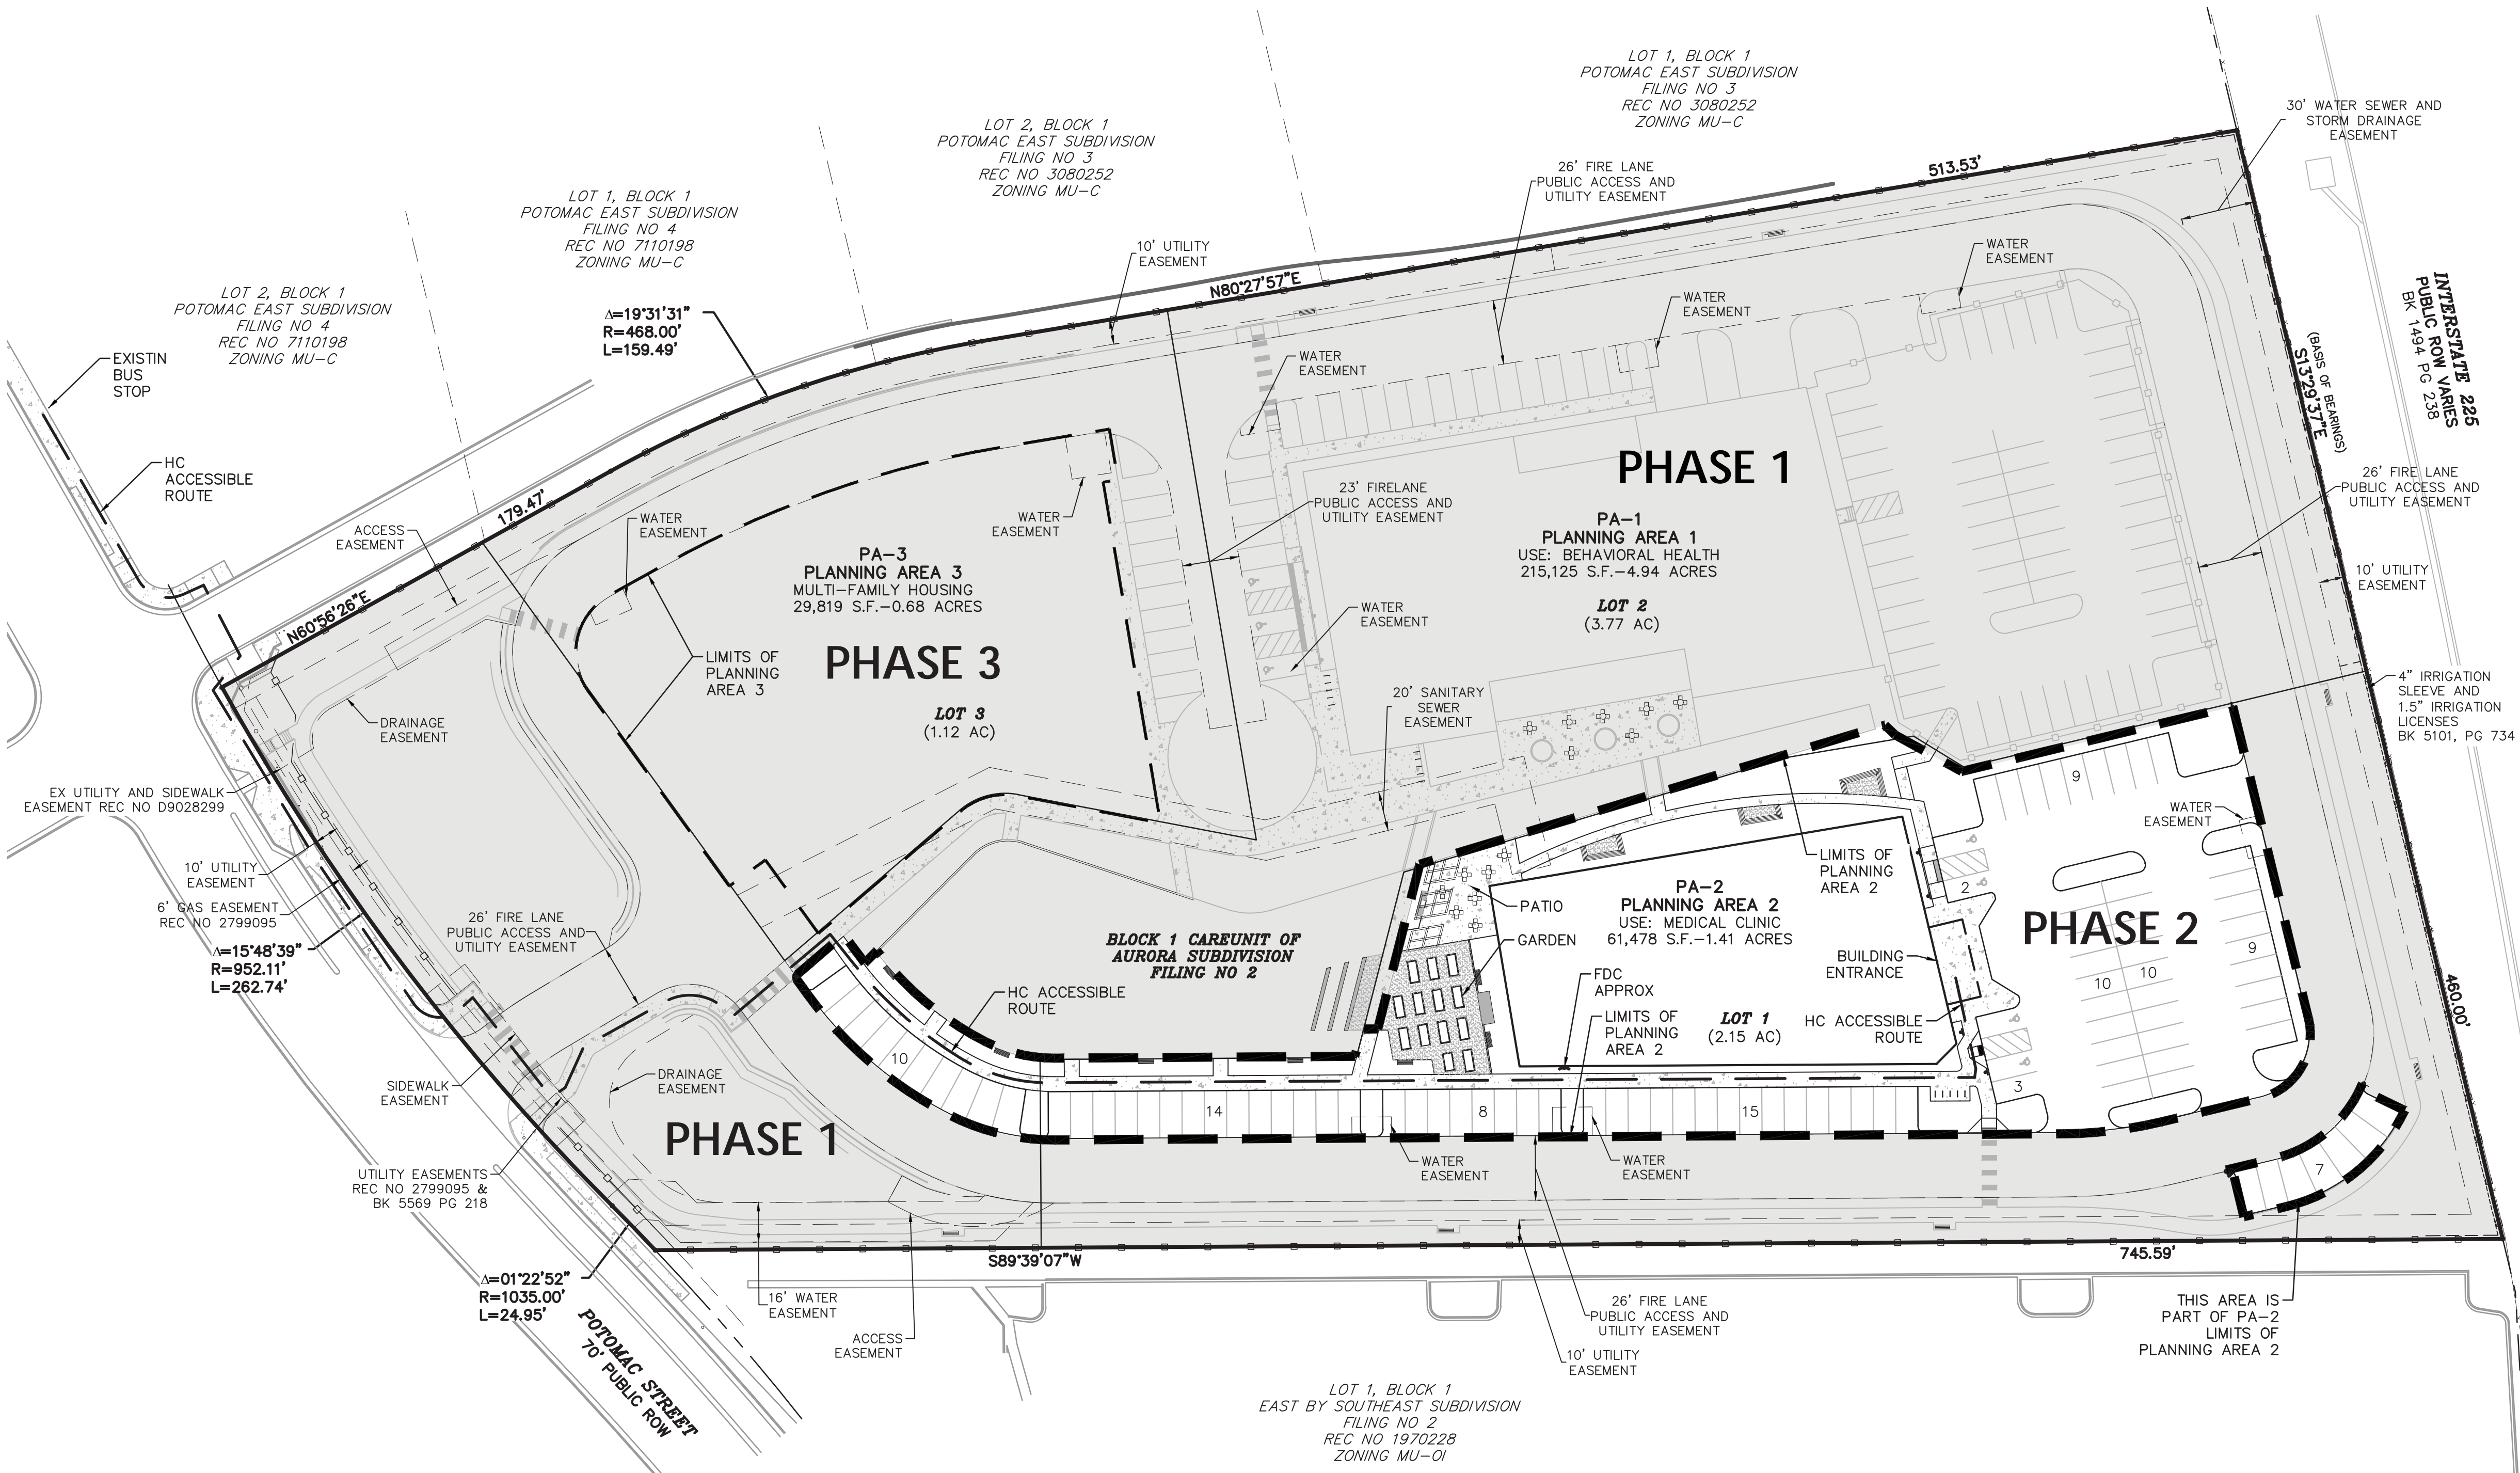 LOT 1, BLOCK 1
POTOMAC EAST SUBDIVISION
FILING NO 3
REC NO 3080252
ZONING MU-C
30' WATER SEWER AND
STORM DRAINAGE
EASEMENT
LOT 2, BLOCK 1
POTOMAC EAST SUBDIVISION
FILING NO 3
REC NO 3080252
ZONING MU-C
26' FIRE LANE
PUBLIC ACCESS AND
UTILITY EASEMENT
513.53'
LOT 1, BLOCK 1
POTOMAC EAST SUBDIVISION
FILING NO 4
REC NO 7110198
ZONING MU-C
10' UTILITY
EASEMENT
WATER
EASEMENT
N80°27'57"E
LOT 2, BLOCK 1
POTOMAC EAST SUBDIVISION
FILING NO 4
REC NO 7110198
ZONING MU-C
Δ=19°31'31"
R=468.00'
L=159.49'
WATER
EASEMENT
INTERSTATE 225
PUBLIC ROW VARIES
BK 1494 PG 238
(BASIS OF BEARINGS)
S13°29'37"E
EXISTIN
BUS
STOP
WATER
EASEMENT
HC
ACCESSIBLE
ROUTE
PHASE 1
26' FIRE LANE
PUBLIC ACCESS AND
UTILITY EASEMENT
179.47'
ACCESS
EASEMENT
WATER
EASEMENT
WATER
EASEMENT
23' FIRELANE
PUBLIC ACCESS AND
UTILITY EASEMENT
PA-1
PLANNING AREA 1
USE: BEHAVIORAL HEALTH
215,125 S.F.-4.94 ACRES
LOT 2
(3.77 AC)
PA-3
PLANNING AREA 3
MULTI-FAMILY HOUSING
29,819 S.F.-0.68 ACRES
10' UTILITY
EASEMENT
N60°56'26"E
WATER
EASEMENT
LIMITS OF
PLANNING
AREA 3
PHASE 3
LOT 3
(1.12 AC)
20' SANITARY
SEWER
EASEMENT
4" IRRIGATION
SLEEVE AND
1.5" IRRIGATION
LICENSES
BK 5101, PG 734
DRAINAGE
EASEMENT
EX UTILITY AND SIDEWALK
EASEMENT REC NO D9028299
9
WATER
EASEMENT
10' UTILITY
EASEMENT
6' GAS EASEMENT
REC NO 2799095
LIMITS OF
PLANNING
AREA 2
2
PA-2
PLANNING AREA 2
USE: MEDICAL CLINIC
61,478 S.F.-1.41 ACRES
PATIO
GARDEN
PHASE 2
9
26' FIRE LANE
PUBLIC ACCESS AND
UTILITY EASEMENT
BLOCK 1 CAREUNIT OF
AURORA SUBDIVISION
FILING NO 2
BUILDING
ENTRANCE
10
10
Δ=15°48'39"
R=952.11'
L=262.74'
FDC
APPROX
HC ACCESSIBLE
ROUTE
LIMITS OF
PLANNING
AREA 2
LOT 1
(2.15 AC)
HC ACCESSIBLE
ROUTE
460.00'
10
SIDEWALK
EASEMENT
DRAINAGE
EASEMENT
3
14
8
15
PHASE 1
UTILITY EASEMENTS
REC NO 2799095 &
BK 5569 PG 218
WATER
EASEMENT
WATER
EASEMENT
7
S89°39'07"W
745.59'
Δ=01°22'52"
R=1035.00'
L=24.95'
16' WATER
EASEMENT
ACCESS
EASEMENT
26' FIRE LANE
PUBLIC ACCESS AND
UTILITY EASEMENT
10' UTILITY
EASEMENT
THIS AREA IS
PART OF PA-2
LIMITS OF
PLANNING AREA 2
POTOMAC STREET
70' PUBLIC ROW
LOT 1, BLOCK 1
EAST BY SOUTHEAST SUBDIVISION
FILING NO 2
REC NO 1970228
ZONING MU-OI